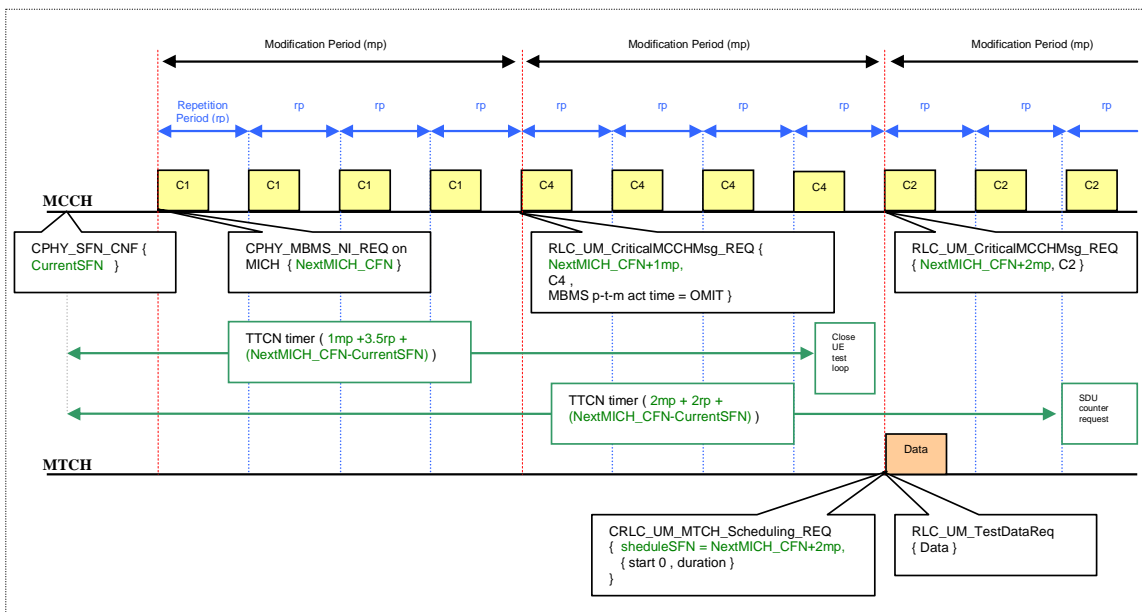 Modification Period (mp)
Modification Period (mp)
Modification Period (mp)
Repetition
Period (rp)
rp
rp
rp
rp
rp
rp
rp
rp
rp
rp
C1
C1
C1
C1
C4
C4
C4
C4
C2
C2
C2
MCCH
CPHY_SFN_CNF {
CurrentSFN }
CPHY_MBMS_NI_REQ on
MICH { NextMICH_CFN }
RLC_UM_CriticalMCCHMsg_REQ {
NextMICH_CFN+1mp,
C4 ,
MBMS p-t-m act time = OMIT }
RLC_UM_CriticalMCCHMsg_REQ
{ NextMICH_CFN+2mp, C2 }
TTCN timer ( 1mp +3.5rp +
(NextMICH_CFN-CurrentSFN) )
Close
UE
test
loop
TTCN timer ( 2mp + 2rp +
(NextMICH_CFN-CurrentSFN) )
SDU
counter
request
Data
MTCH
CRLC_UM_MTCH_Scheduling_REQ
{ sheduleSFN = NextMICH_CFN+2mp,
{ start 0 , duration }
}
RLC_UM_TestDataReq
{ Data }